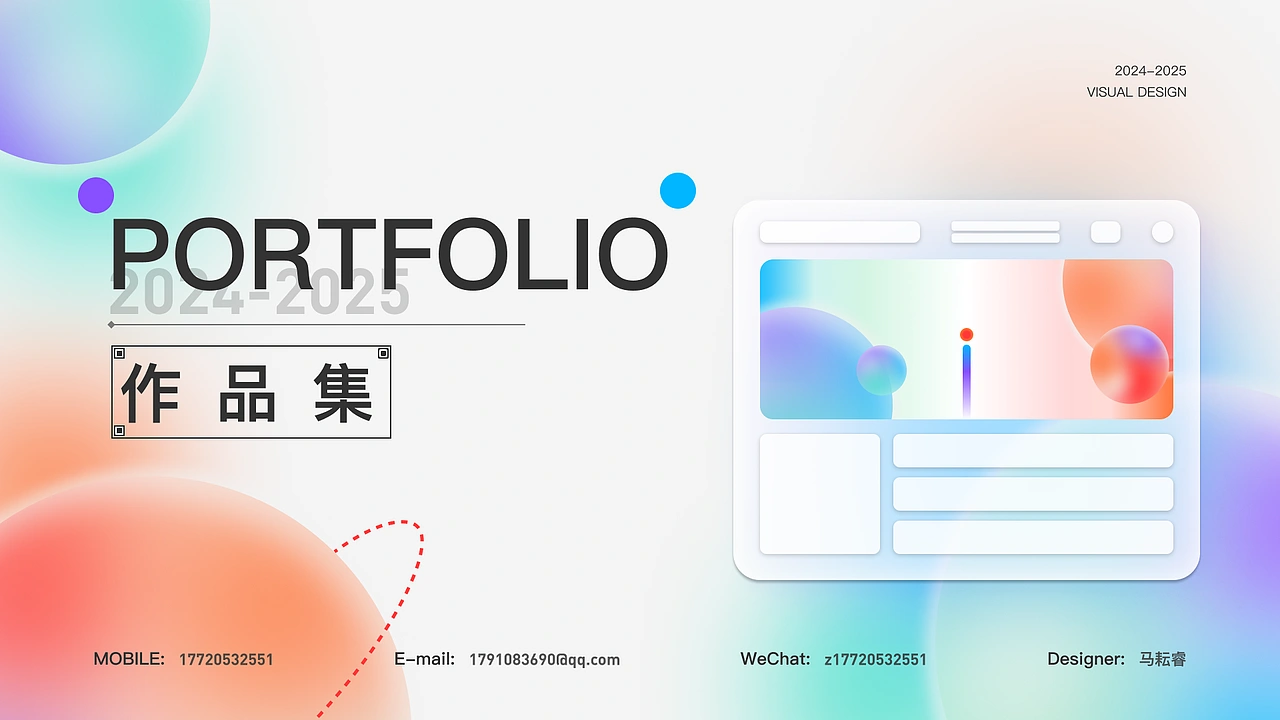 2024-2025
VISUAL DESIGN
PORTFOLIO
2024-2025
作品集
MOBILE: 17720532551
E-mail: 1791083690@qq.com
WeChat: z17720532551
Designer: 马耘睿